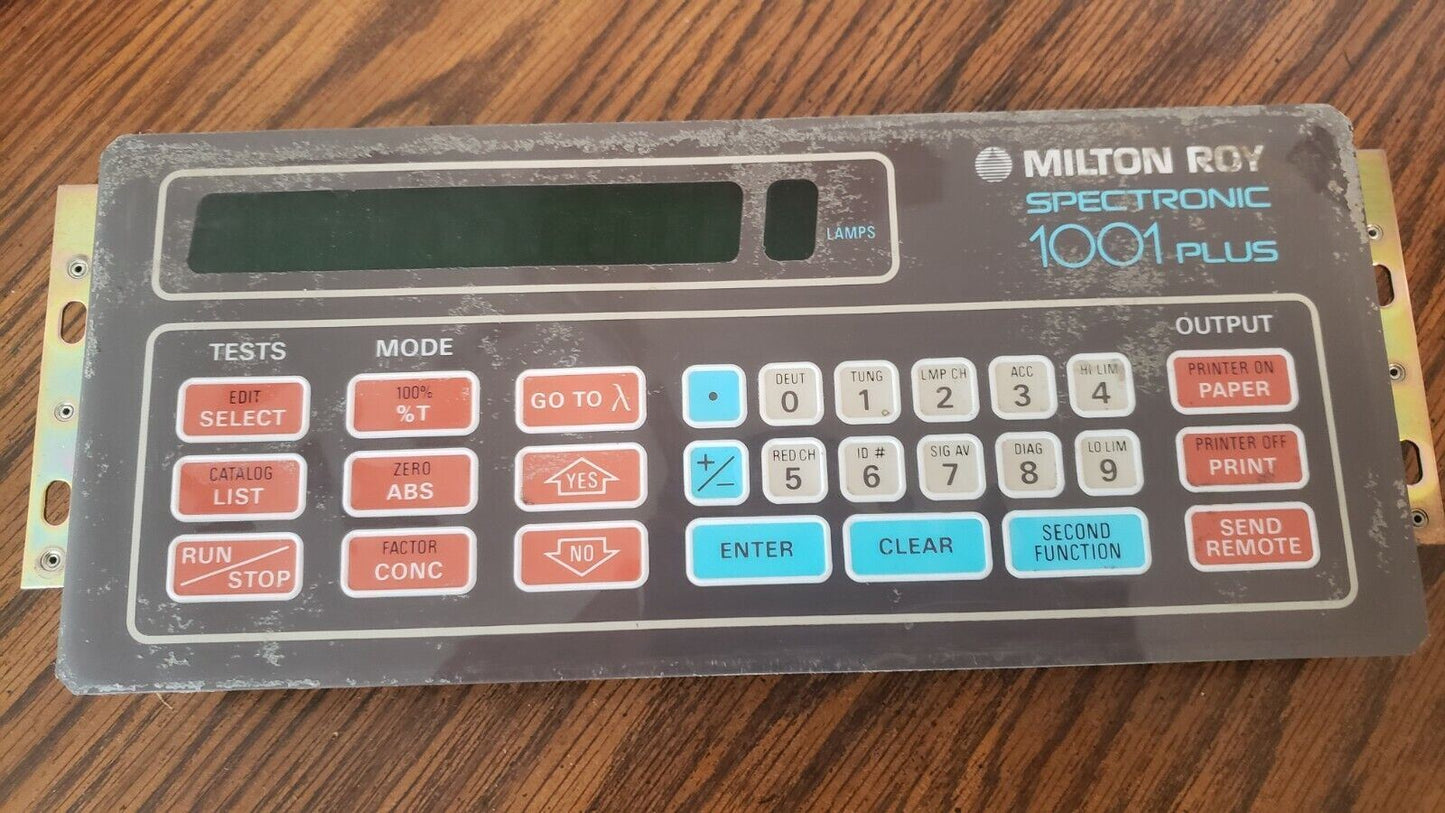 MILTON ROY
SPECTRONIC
1001 PLUS
LAMPS
TESTS
MODE
OUTPUT
EDIT
SELECT
100%
%T
GO TO λ
.
DEUT
0
TUNG
1
LMP CH
2
ACC
3
HI LIM
4
PRINTER ON
PAPER
CATALOG
LIST
ZERO
ABS
YES
+/−
RED CH
5
ID #
6
SIG AV
7
DIAG
8
LO LIM
9
PRINTER OFF
PRINT
RUN
STOP
FACTOR
CONC
NO
ENTER
CLEAR
SECOND
FUNCTION
SEND
REMOTE